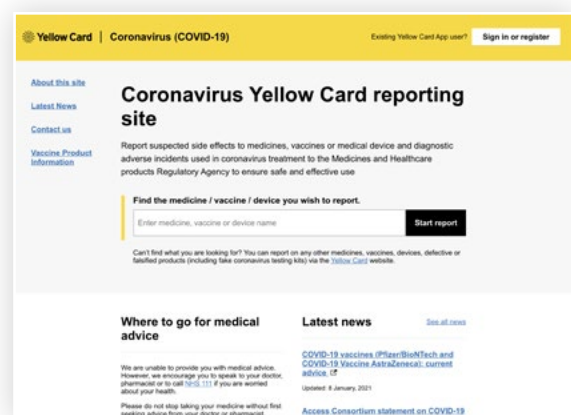 Yellow Card | Coronavirus (COVID-19)
Existing Yellow Card App user?
Sign in or register
About this site
Latest News
Contact us
Vaccine Product
Information
Coronavirus Yellow Card reporting
site
Report suspected side effects to medicines, vaccines or medical device and diagnostic
adverse incidents used in coronavirus treatment to the Medicines and Healthcare
products Regulatory Agency to ensure safe and effective use
Find the medicine / vaccine / device you wish to report.
Enter medicine, vaccine or device name
Start report
Can't find what you are looking for? You can report on any other medicines, vaccines, devices, defective or
falsified products (including fake coronavirus testing kits) via the Yellow Card website.
Where to go for medical
advice
We are unable to provide you with medical advice.
However, we encourage you to speak to your doctor,
pharmacist or to call NHS 111 if you are worried
about your health.
Please do not stop taking your medicine without first
seeking advice from your doctor or pharmacist
Latest news
See all news
COVID-19 vaccines (Pfizer/BioNTech and
COVID-19 Vaccine AstraZeneca): current
advice
Updated: 8 January, 2021
Access Consortium statement on COVID-19